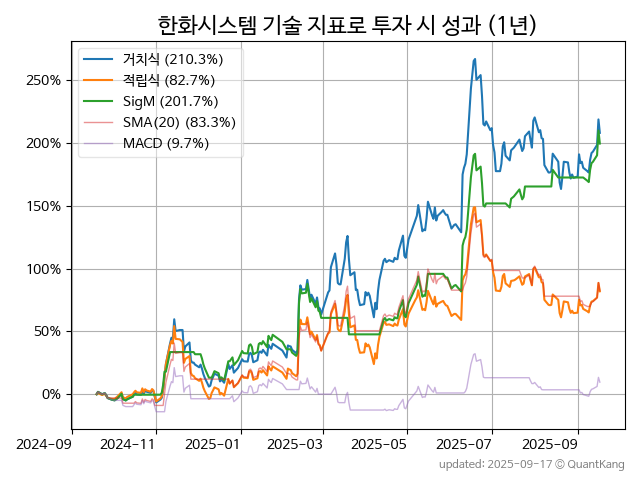 한화시스템 기술 지표로 투자 시 성과 (1년)
거치식 (210.3%)
적립식 (82.7%)
SigM (201.7%)
SMA(20) (83.3%)
MACD (9.7%)
250%
200%
150%
100%
50%
0%
2024-09 2024-11 2025-01 2025-03 2025-05 2025-07 2025-09
updated: 2025-09-17 © QuantKang